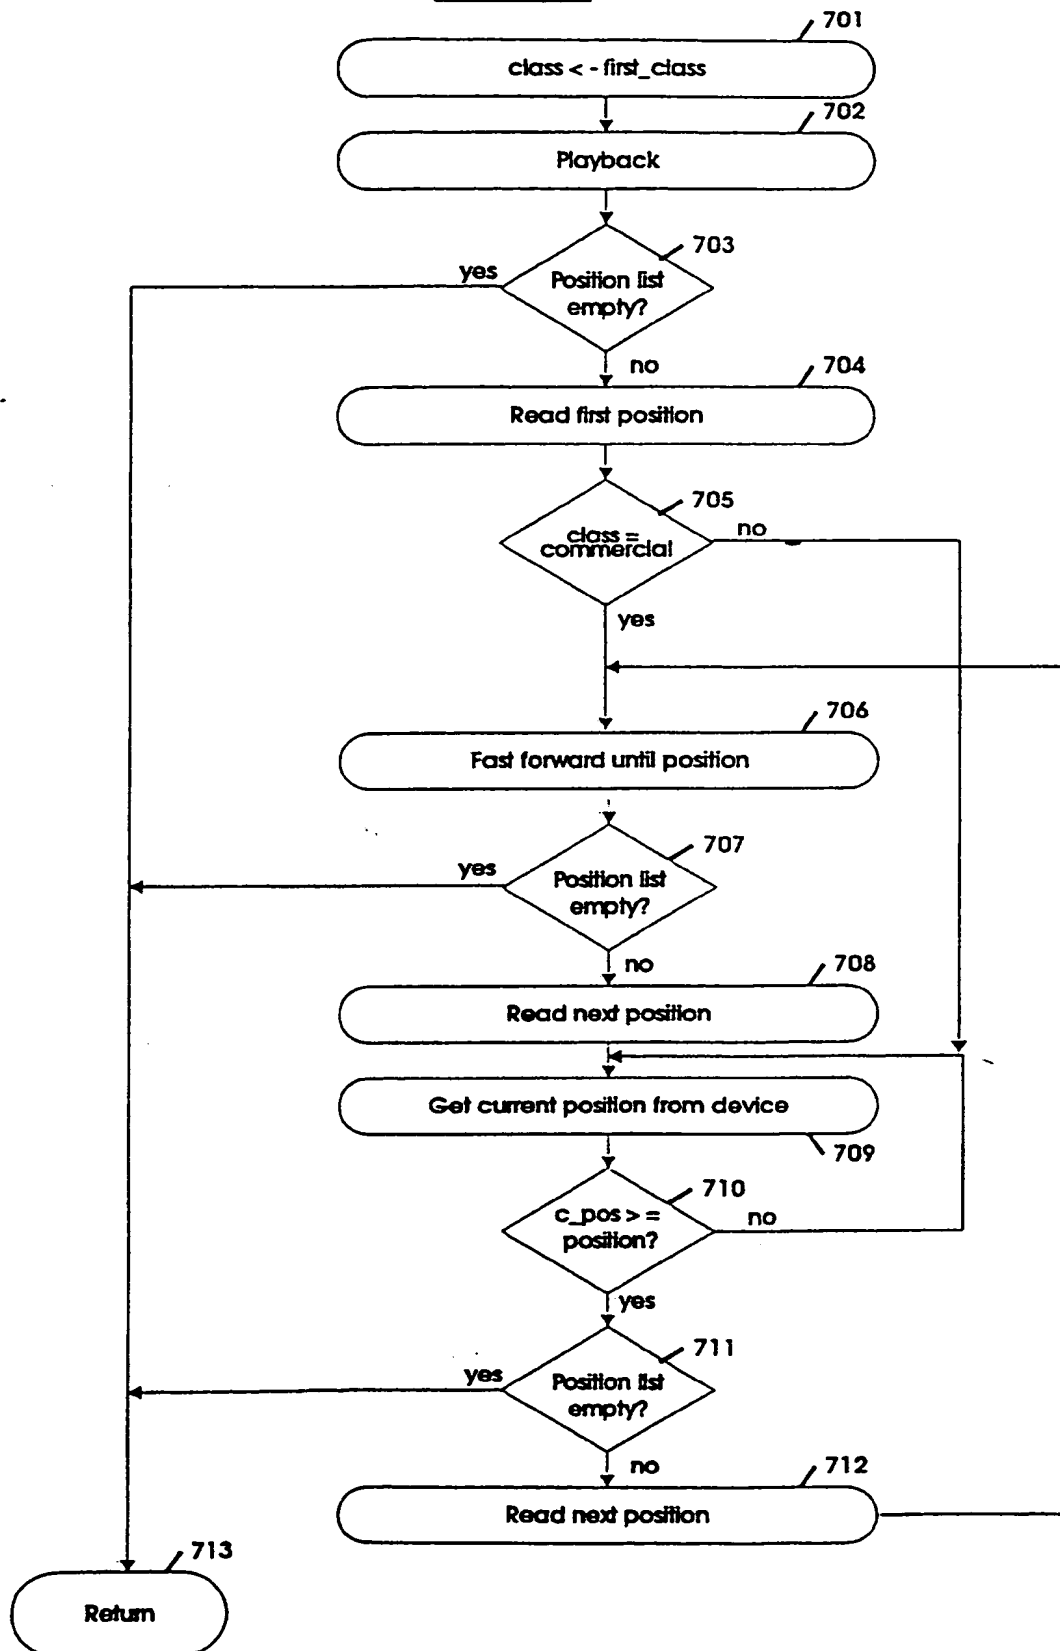 701
class < - first_class
702
Playback
703
yes
Position list
empty?
no
704
Read first position
705
class =
commercial
no
yes
706
Fast forward until position
707
yes
Position list
empty?
no
708
Read next position
Get current position from device
709
710
c_pos > =
position?
no
yes
711
yes
Position list
empty?
no
712
Read next position
713
Return